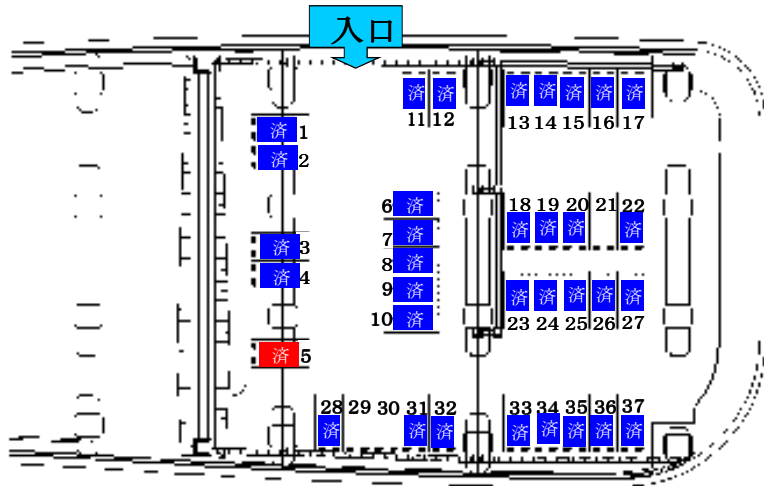 入口
済 済
11 12
済 済 済 済 済
13 14 15 16 17
済 1
済 2
済 3
済 4
済 5
6 済
7 済
8 済
9 済
10 済
18 19 20 21 22
済 済 済 済
済 済 済 済 済
23 24 25 26 27
28 29 30 31 32
済 済 済
33 34 35 36 37
済 済 済 済 済